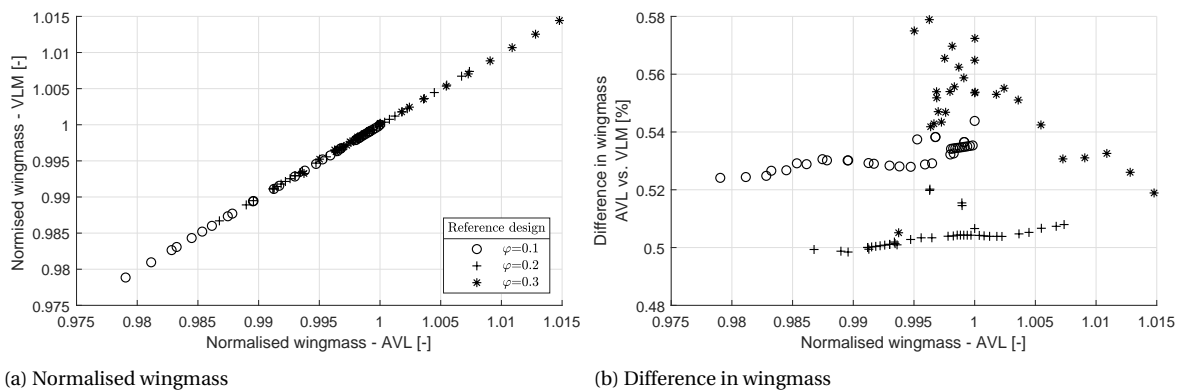 1.015
1.01
1.005
1
0.995
0.99
0.985
0.98
0.975
Normised wingmass - VLM [-]
0.975 0.98 0.985 0.99 0.995 1 1.005 1.01 1.015
Normalised wingmass - AVL [-]
Reference design
φ=0.1
φ=0.2
φ=0.3
(a) Normalised wingmass
0.58
0.56
0.54
0.52
0.5
0.48
Difference in wingmass
AVL vs. VLM [%]
0.975 0.98 0.985 0.99 0.995 1 1.005 1.01 1.015
Normalised wingmass - AVL [-]
(b) Difference in wingmass